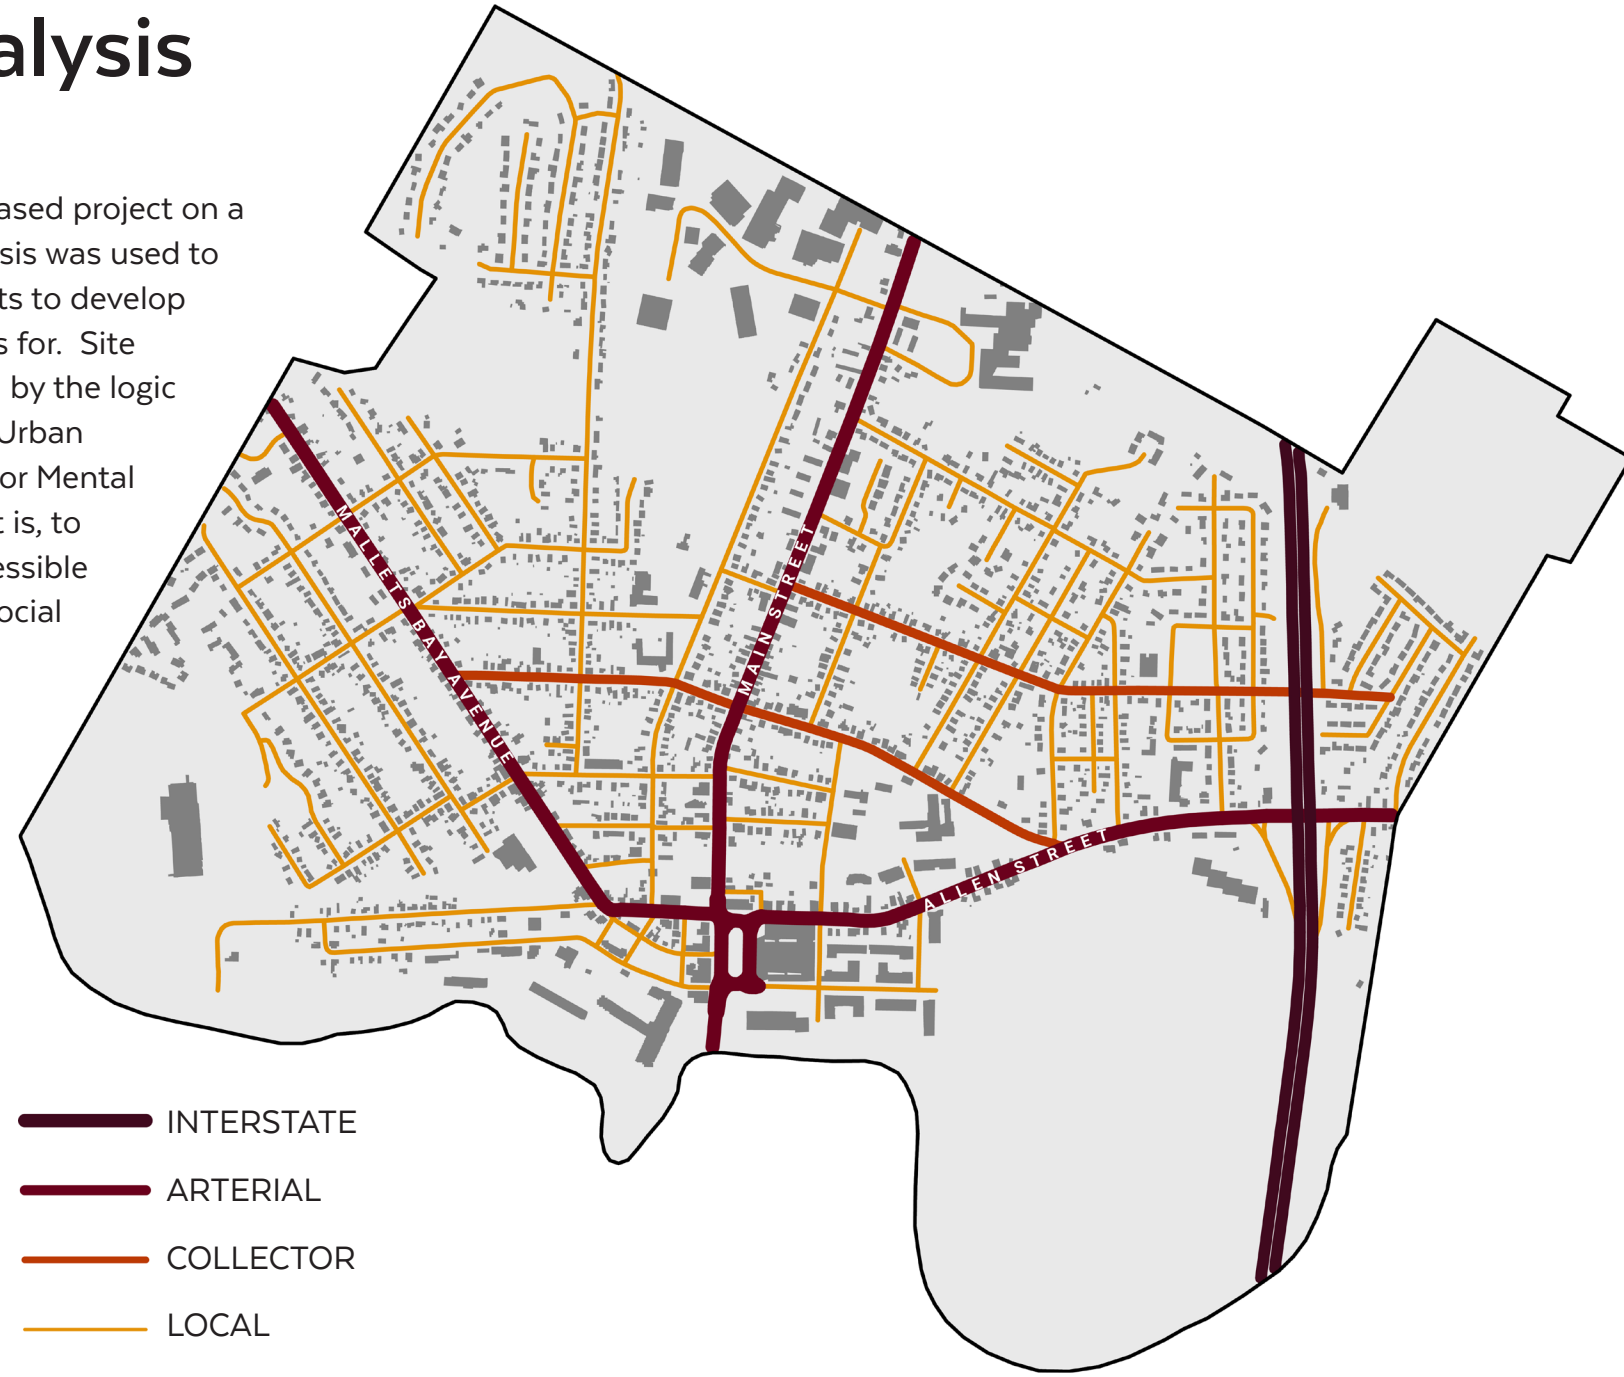 alysis
ased project on a
sis was used to
ts to develop
s for. Site
by the logic
Urban
or Mental
t is, to
essible
ocial
MALLETS BAY AVENUE
MAIN STREET
ALLEN STREET
INTERSTATE
ARTERIAL
COLLECTOR
LOCAL